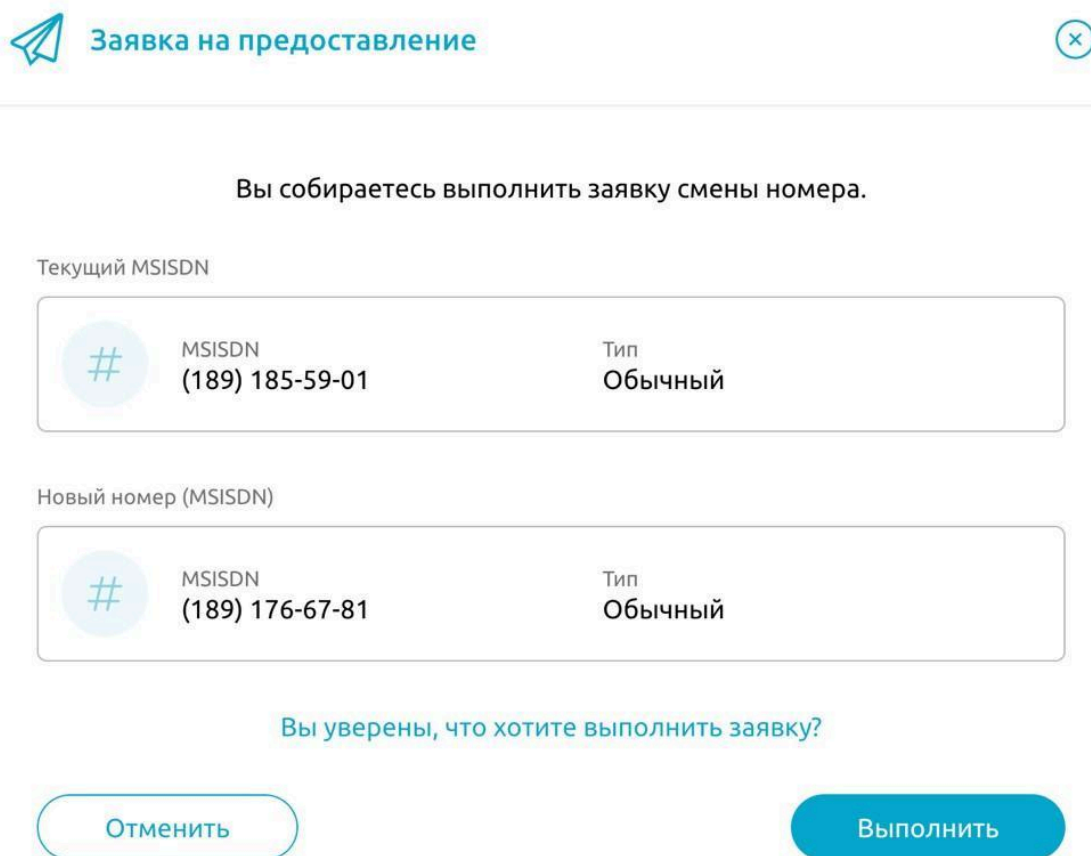 Заявка на предоставление
Вы собираетесь выполнить заявку смены номера.
Текущий MSISDN
#
MSISDN
(189) 185-59-01
Тип
Обычный
Новый номер (MSISDN)
#
MSISDN
(189) 176-67-81
Тип
Обычный
Вы уверены, что хотите выполнить заявку?
Отменить
Выполнить